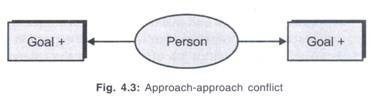 Goal + Person Goal +
Fig. 4.3: Approach-approach conflict